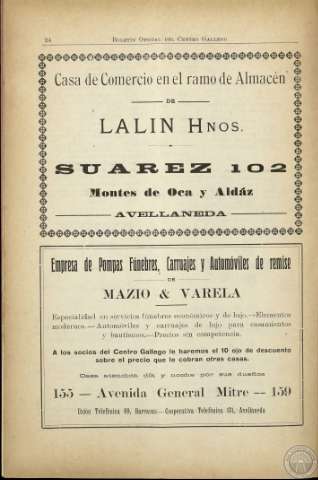 24 Boletín Oficial del Centro Gallego
Casa de Comercio en el ramo de Almacén
DE
LALIN Hnos.
SUAREZ 102
Montes de Oca y Aldáz
AVELLANEDA
Empresa de Pompas Fúnebres, Carruajes y Automóviles de remise
DE
MAZIO & VARELA
Especialidad en servicios fúnebres económicos y de lujo.—Elementos
modernos.—Automóviles y carruajes de lujo para casamientos
y bautismos.—Precios sin competencia.
A los socios del Centro Gallego le haremos el 10 o|o de descuento
sobre el precio que le cobran otras casas.
Casa atención día y noche por sus dueños
155 — Avenida General Mitre — 159
Unión Telefónica 69, Barracas.—Cooperativa Telefónica 131, Avellaneda